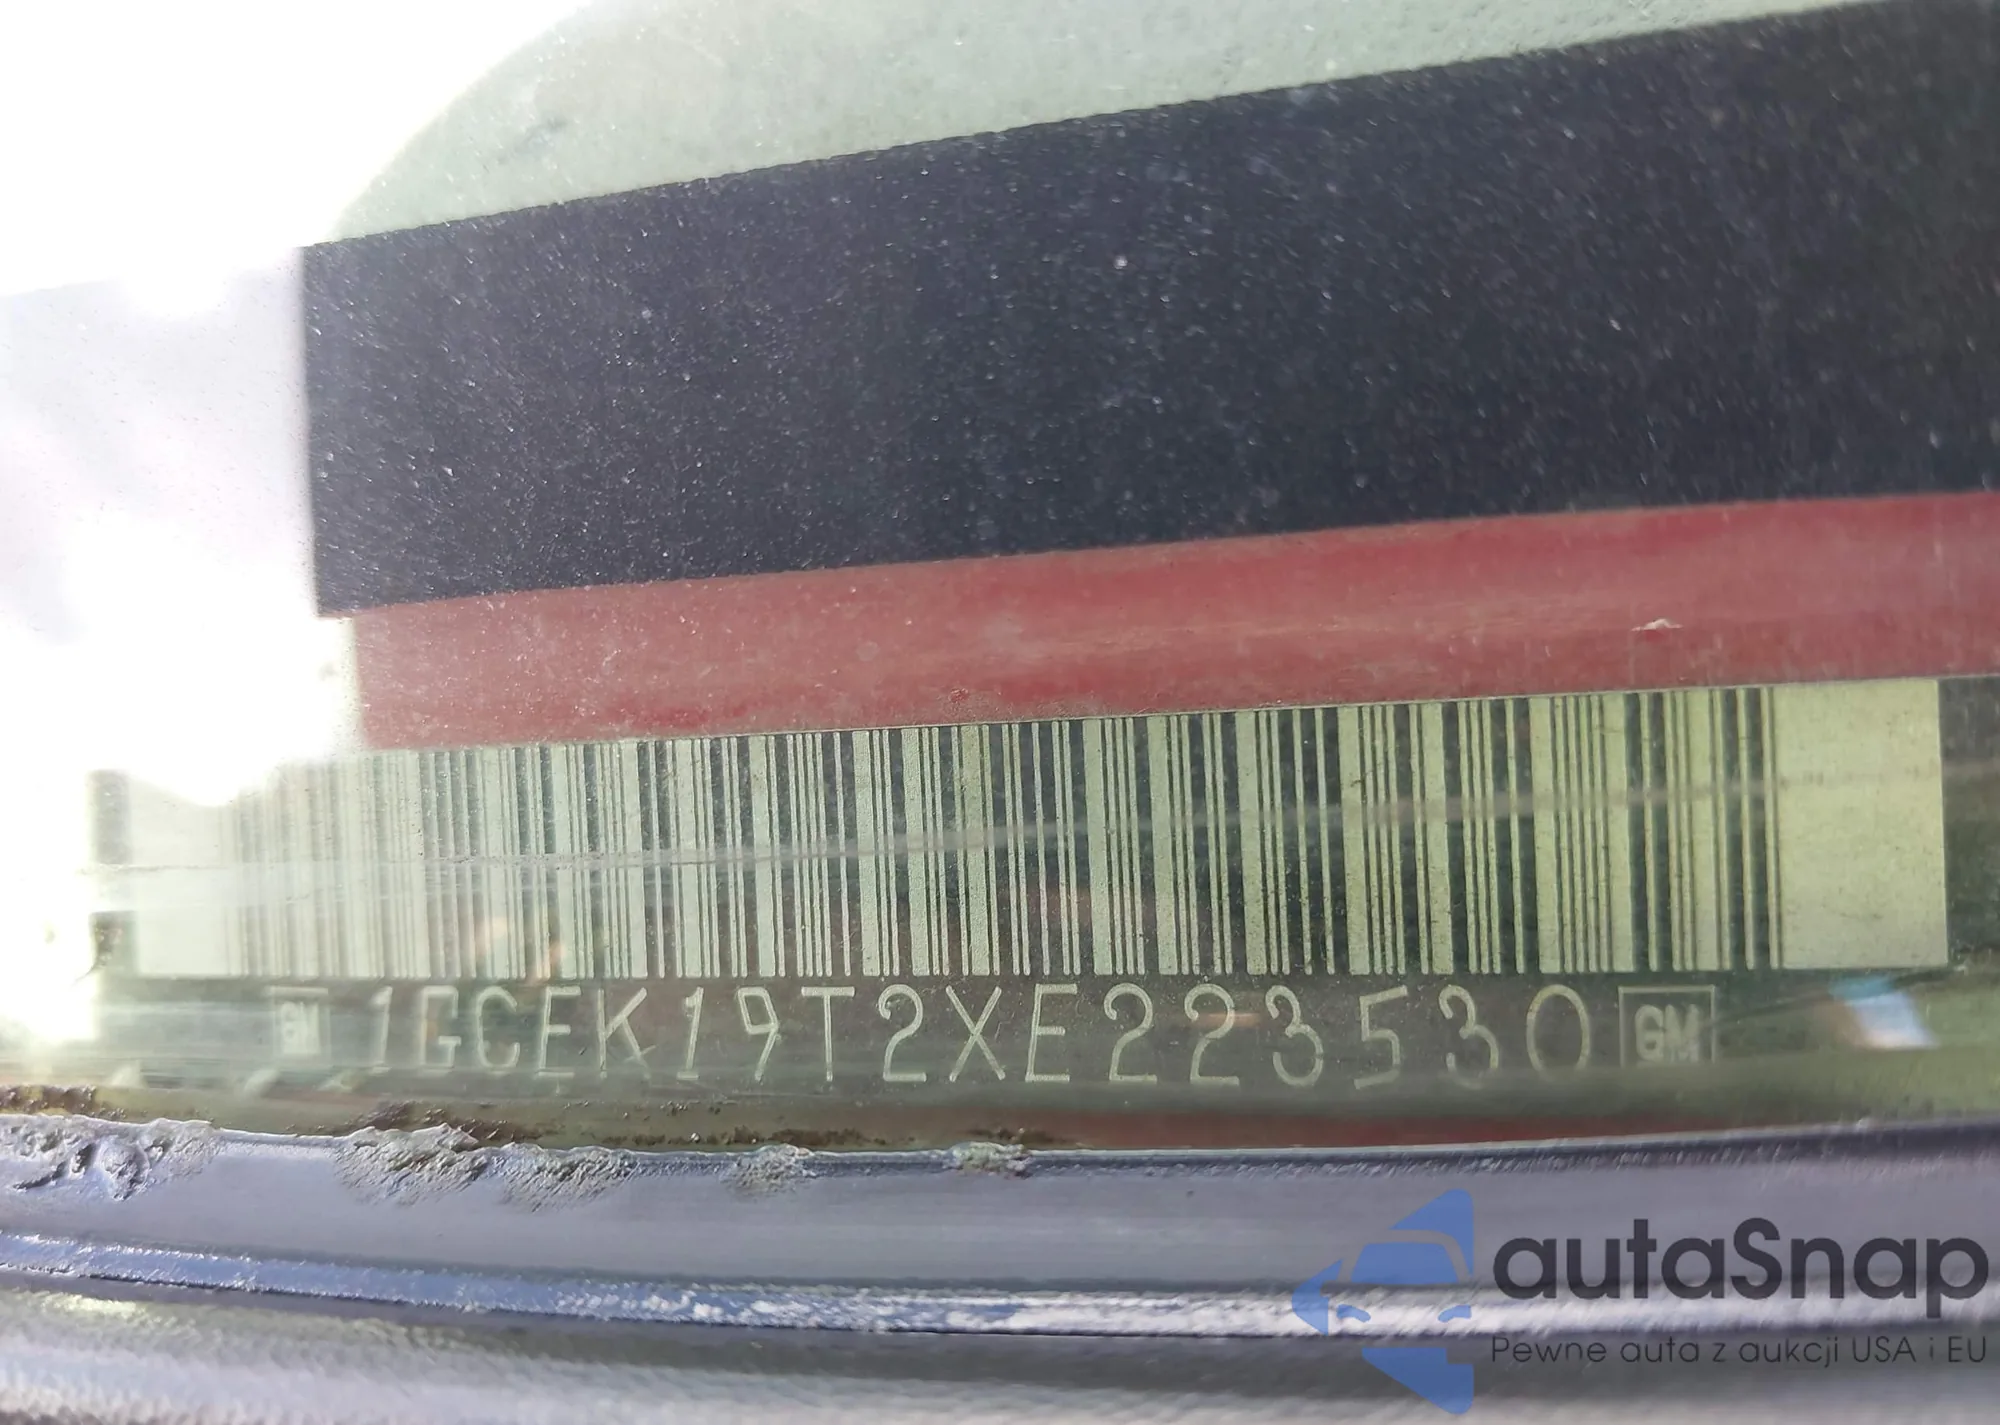 GM 1GCEK19T2XE223530 GM
autaSnap
Pewne auta z aukcji USA i EU